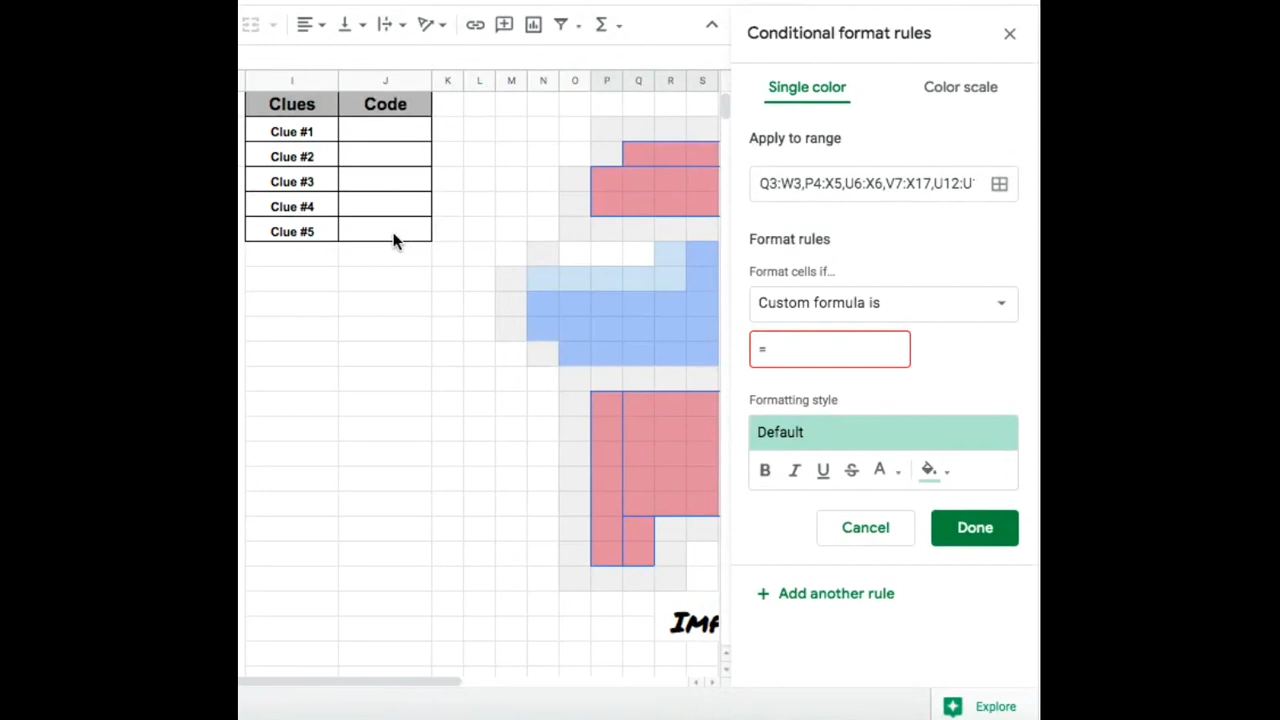 Conditional format rules
I J K L M N O P Q R S
Clues Code
Clue #1
Clue #2
Clue #3
Clue #4
Clue #5
Single color Color scale
Apply to range
Q3:W3,P4:X5,U6:X6,V7:X17,U12:U
Format rules
Format cells if...
Custom formula is
=
Formatting style
Default
B I U S A
Cancel Done
+ Add another rule
Explore